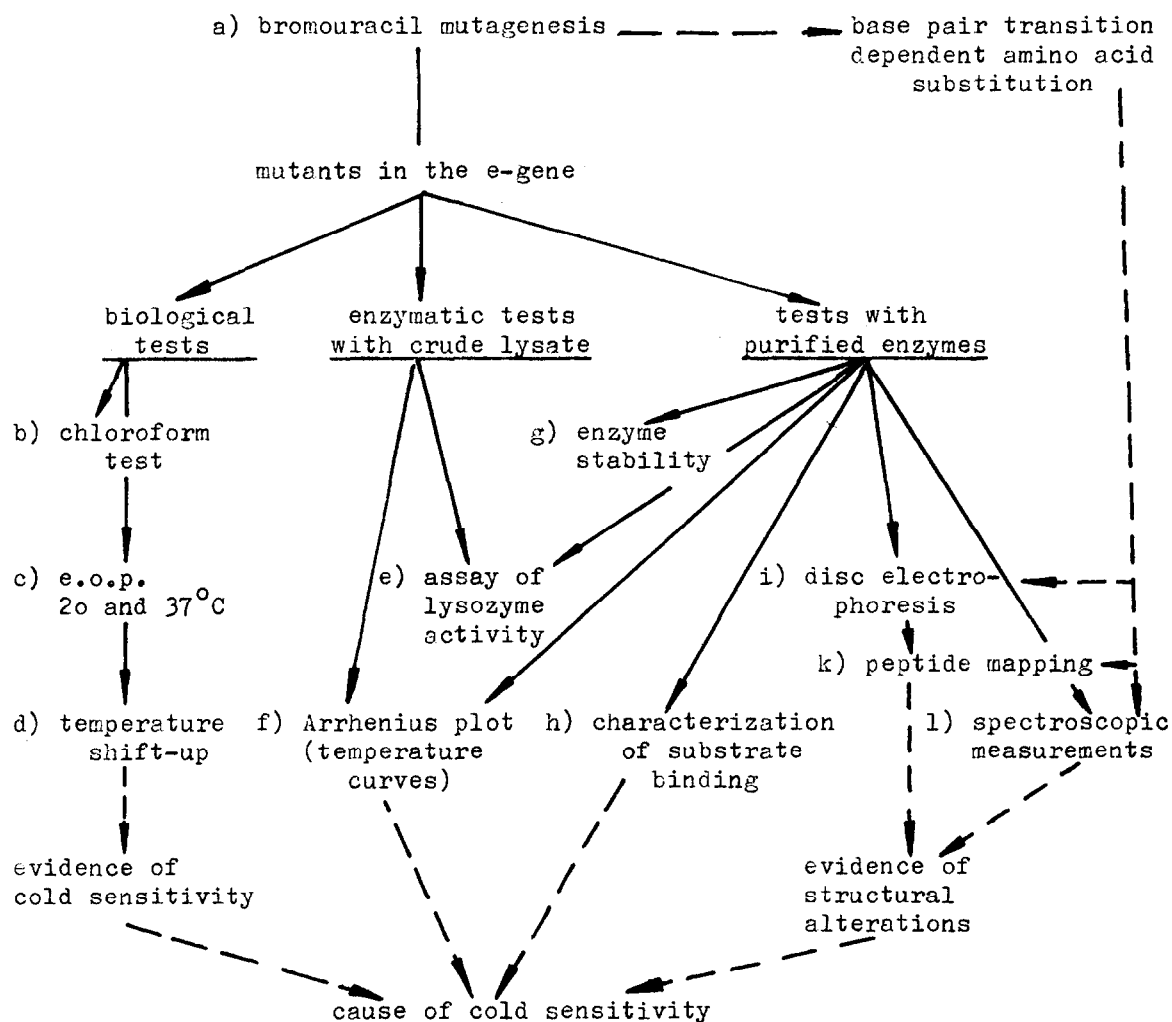 a) bromouracil mutagenesis
base pair transition
dependent amino acid
substitution
mutants in the e-gene
biological
tests
enzymatic tests
with crude lysate
tests with
purified enzymes
b) chloroform
test
g) enzyme
stability
c) e.o.p.
2o and 37°C
e) assay of
lysozyme
activity
i) disc electro-
phoresis
k) peptide mapping
d) temperature
shift-up
f) Arrhenius plot
(temperature
curves)
h) characterization
of substrate
binding
l) spectroscopic
measurements
evidence of
cold sensitivity
evidence of
structural
alterations
cause of cold sensitivity